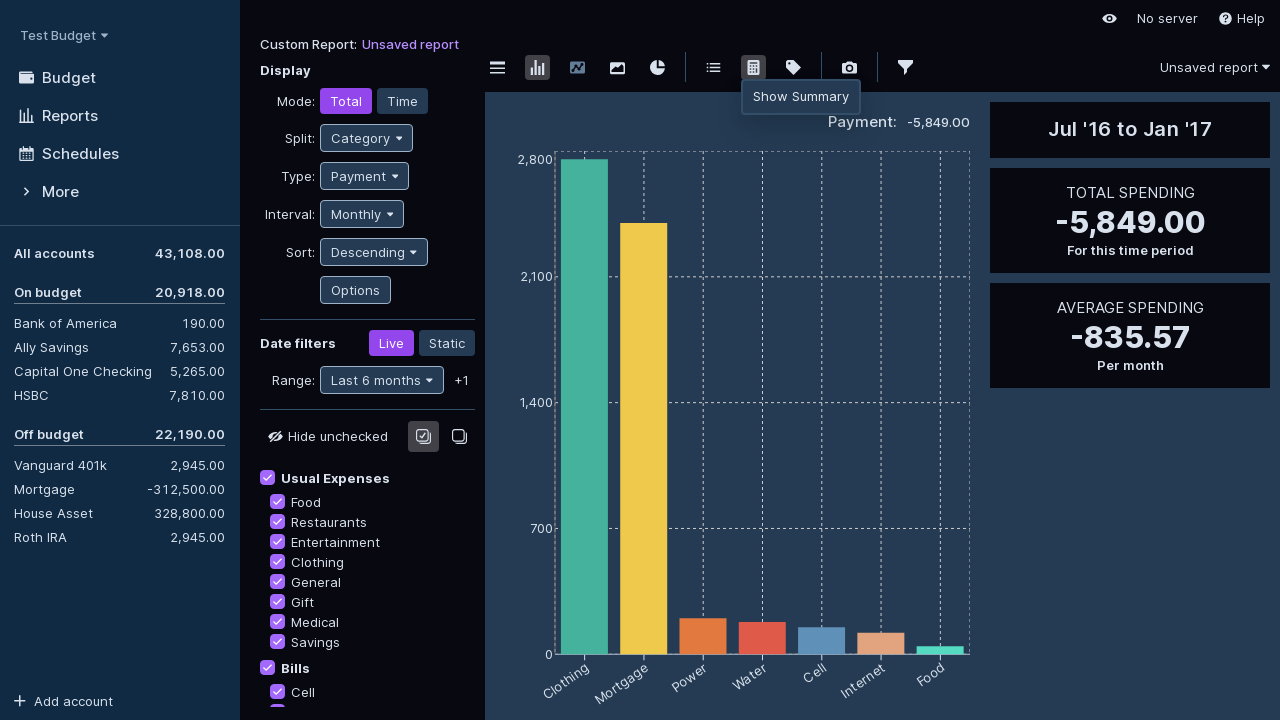 Test Budget
Budget
Reports
Schedules
More
All accounts 43,108.00
On budget 20,918.00
Bank of America 190.00
Ally Savings 7,653.00
Capital One Checking 5,265.00
HSBC 7,810.00
Off budget 22,190.00
Vanguard 401k 2,945.00
Mortgage -312,500.00
House Asset 328,800.00
Roth IRA 2,945.00
Add account
No server
Help
Custom Report: Unsaved report
Display
Mode: Total Time
Split: Category
Type: Payment
Interval: Monthly
Sort: Descending
Options
Date filters Live Static
Range: Last 6 months +1
Hide unchecked
Usual Expenses
Food
Restaurants
Entertainment
Clothing
General
Gift
Medical
Savings
Bills
Cell
Unsaved report
Show Summary
Payment: -5,849.00
2,800
2,100
1,400
700
0
Clothing
Mortgage
Power
Water
Cell
Internet
Food
Jul '16 to Jan '17
TOTAL SPENDING
-5,849.00
For this time period
AVERAGE SPENDING
-835.57
Per month